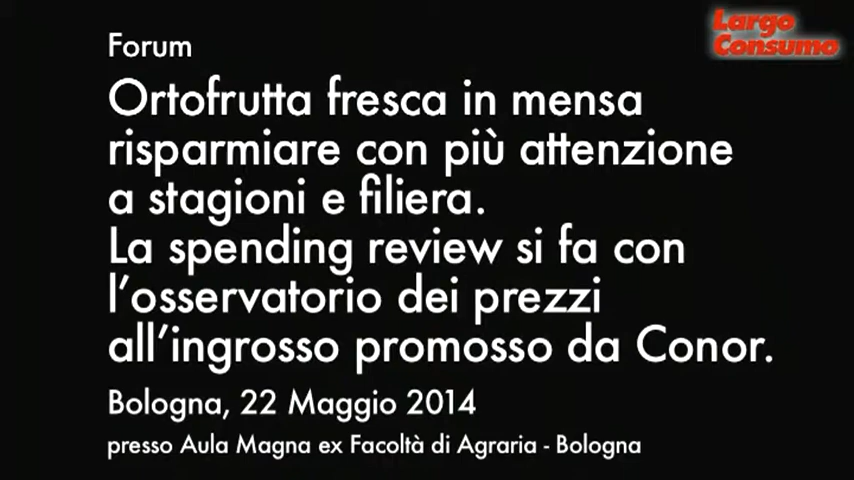 Largo
Consumo
Forum
Ortofrutta fresca in mensa
risparmiare con più attenzione
a stagioni e filiera.
La spending review si fa con
l’osservatorio dei prezzi
all’ingrosso promosso da Conor.
Bologna, 22 Maggio 2014
presso Aula Magna ex Facoltà di Agraria - Bologna